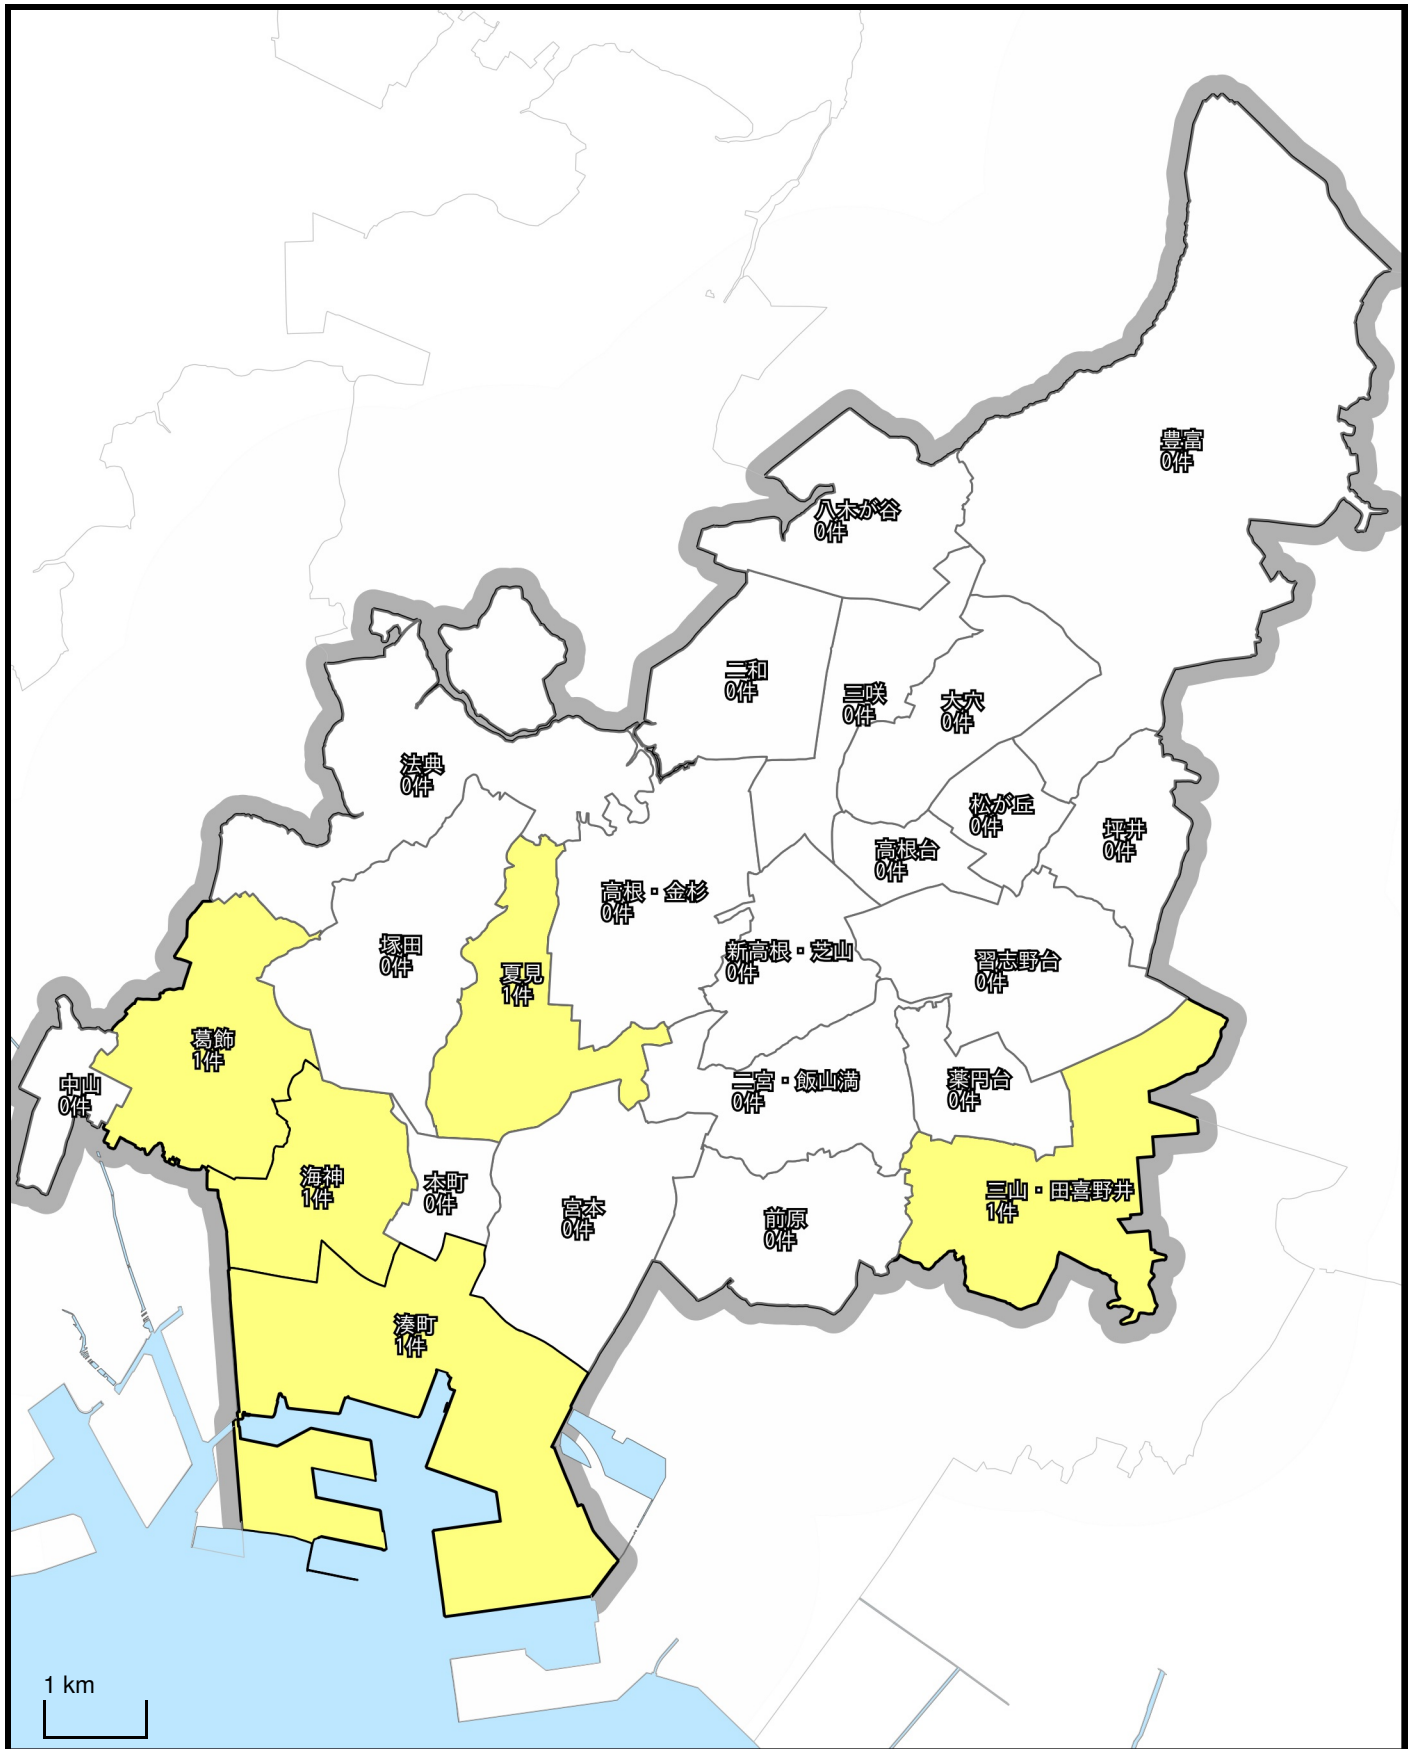 豊富
0件
八木が谷
0件
二和
0件
三咲
0件
大穴
0件
法典
0件
松が丘
0件
坪井
0件
高根台
0件
高根・金杉
0件
塚田
0件
新高根・芝山
0件
習志野台
0件
夏見
1件
葛飾
1件
中山
0件
二宮・飯山満
0件
薬円台
0件
海神
1件
本町
0件
三山・田喜野井
1件
宮本
0件
前原
0件
湊町
1件
1 km